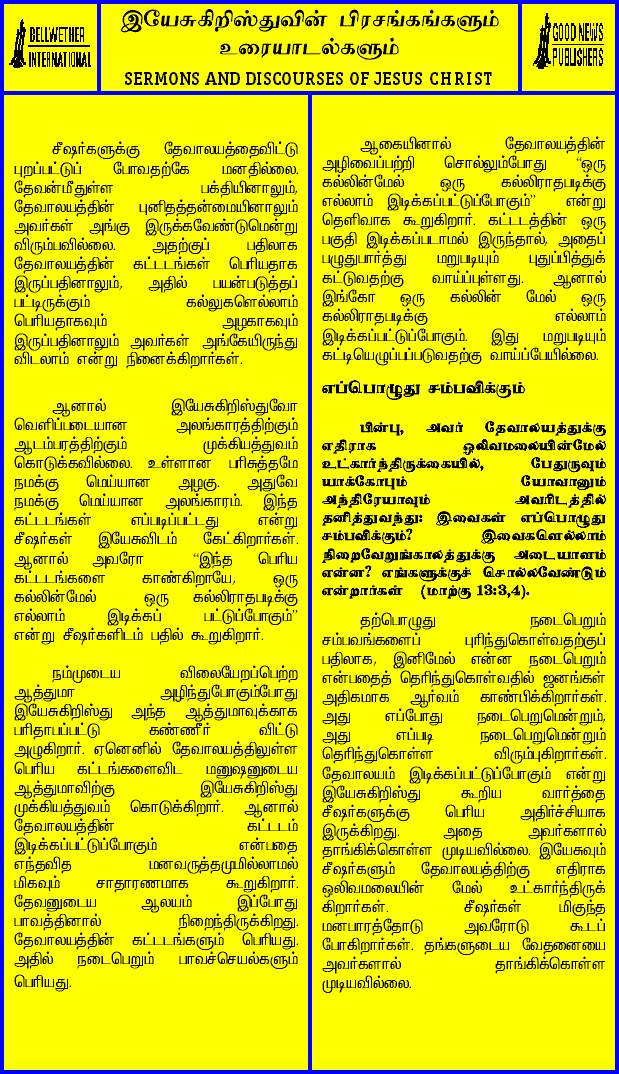 BELLWETHER
INTERNATIONAL
இயேசுகிறிஸ்துவின் பிரசங்கங்களும்
உரையாடல்களும்
SERMONS AND DISCOURSES OF JESUS CHRIST
GOOD NEWS
PUBLISHERS
சீஷர்களுக்கு தேவாலயத்தைவிட்டு
புறப்பட்டுப் போவதற்கே மனதில்லை.
தேவன்மீதுள்ள பக்தியினாலும்,
தேவாலயத்தின் புனிதத்தன்மையினாலும்
அவர்கள் அங்கு இருக்கவேண்டுமென்று
விரும்பவில்லை. அதற்குப் பதிலாக
தேவாலயத்தின் கட்டடங்கள் பெரியதாக
இருப்பதினாலும், அதில் பயன்படுத்தப்
பட்டிருக்கும் கல்லுகளெல்லாம்
பெரியதாகவும் அழகாகவும்
இருப்பதினாலும் அவர்கள் அங்கேயிருந்து
விடலாம் என்று நினைக்கிறார்கள்.
ஆனால் இயேசுகிறிஸ்துவோ
வெளிப்படையான அலங்காரத்திற்கும்
ஆடம்பரத்திற்கும் முக்கியத்துவம்
கொடுக்கவில்லை. உள்ளான பரிசுத்தமே
நமக்கு மெய்யான அழகு. அதுவே
நமக்கு மெய்யான அலங்காரம். இந்த
கட்டடங்கள் எப்படிப்பட்டது என்று
சீஷர்கள் இயேசுவிடம் கேட்கிறார்கள்.
ஆனால் அவரோ “இந்த பெரிய
கட்டடங்களை காண்கிறாயே, ஒரு
கல்லின்மேல் ஒரு கல்லிராதபடிக்கு
எல்லாம் இடிக்கப் பட்டுப்போகும்”
என்று சீஷர்களிடம் பதில் கூறுகிறார்.
நம்முடைய விலையேறப்பெற்ற
ஆத்துமா அழிந்துபோகும்போது
இயேசுகிறிஸ்து அந்த ஆத்துமாவுக்காக
பரிதாபப்பட்டு கண்ணீர் விட்டு
அழுகிறார். ஏனெனில் தேவாலயத்திலுள்ள
பெரிய கட்டங்களைவிட மனுஷனுடைய
ஆத்துமாவிற்கு இயேசுகிறிஸ்து
முக்கியத்துவம் கொடுக்கிறார். ஆனால்
தேவாலயத்தின் கட்டடம்
இடிக்கப்பட்டுப்போகும் என்பதை
எந்தவித மனவருத்தமுமில்லாமல்
மிகவும் சாதாரணமாக கூறுகிறார்.
தேவனுடைய ஆலயம் இப்போது
பாவத்தினால் நிறைந்திருக்கிறது.
தேவாலயத்தின் கட்டடங்களும் பெரியது.
அதில் நடைபெறும் பாவச்செயல்களும்
பெரியது.
ஆகையினால் தேவாலயத்தின்
அழிவைப்பற்றி சொல்லும்போது “ஒரு
கல்லின்மேல் ஒரு கல்லிராதபடிக்கு
எல்லாம் இடிக்கப்பட்டுப்போகும்” என்று
தெளிவாக கூறுகிறார். கட்டடத்தின் ஒரு
பகுதி இடிக்கப்படாமல் இருந்தால், அதைப்
பழுதுபார்த்து மறுபடியும் புதுப்பித்துக்
கட்டுவதற்கு வாய்ப்புள்ளது. ஆனால்
இங்கோ ஒரு கல்லின் மேல் ஒரு
கல்லிராதபடிக்கு எல்லாம்
இடிக்கப்பட்டுப்போகும். இது மறுபடியும்
கட்டியெழுப்பப்படுவதற்கு வாய்ப்பேயில்லை.
எப்பொழுது சம்பவிக்கும்
பின்பு, அவர் தேவாலயத்துக்கு
எதிராக ஒலிவமலையின்மேல்
உட்கார்ந்திருக்கையில், பேதுருவும்
யாக்கோபும் யோவானும்
அந்திரேயாவும் அவரிடத்தில்
தனித்துவந்து: இவைகள் எப்பொழுது
சம்பவிக்கும்? இவைகளெல்லாம்
நிறைவேறுங்காலத்துக்கு அடையாளம்
என்ன? எங்களுக்குச் சொல்லவேண்டும்
என்றார்கள் (மாற்கு 13:3,4).
தற்பொழுது நடைபெறும்
சம்பவங்களைப் புரிந்துகொள்வதற்குப்
பதிலாக, இனிமேல் என்ன நடைபெறும்
என்பதைத் தெரிந்துகொள்வதில் ஜனங்கள்
அதிகமாக ஆர்வம் காண்பிக்கிறார்கள்.
அது எப்போது நடைபெறுமென்றும்,
அது எப்படி நடைபெறுமென்றும்
தெரிந்துகொள்ள விரும்புகிறார்கள்.
தேவாலயம் இடிக்கப்பட்டுப்போகும் என்று
இயேசுகிறிஸ்து கூறிய வார்த்தை
சீஷர்களுக்கு பெரிய அதிர்ச்சியாக
இருக்கிறது. அதை அவர்களால்
தாங்கிக்கொள்ள முடியவில்லை. இயேசுவும்
சீஷர்களும் தேவாலயத்திற்கு எதிராக
ஒலிவமலையின் மேல் உட்கார்ந்திருக்
கிறார்கள். சீஷர்கள் மிகுந்த
மனபாரத்தோடு அவரோடு கூடப்
போகிறார்கள். தங்களுடைய வேதனையை
அவர்களால் தாங்கிக்கொள்ள
முடியவில்லை.